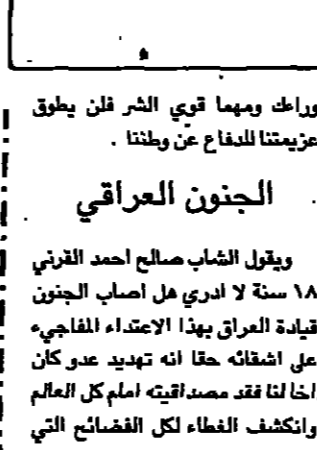 وراءك ومهما قوي الشر فلن يطوق
عزيمتنا للدفاع عن وطننا .
الجنون العراقي
ويقول الشاب صالح احمد القرني
١٨ سنة لا ادري هل اصاب الجنون
قيادة العراق بهذا الاعتداء المفاجيء
على اشقائه حقا انه تهديد عدو كان
اخا لنا فقد مصداقيته امام كل العالم
وانكشف الغطاء لكل الفضائح التي